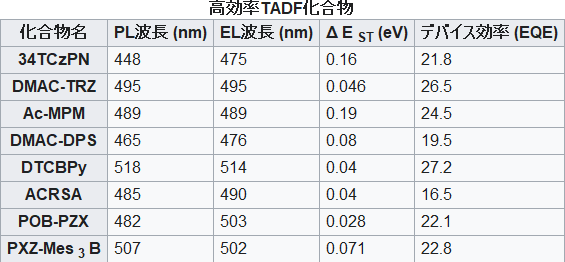 高効率TADF化合物
化合物名 PL波長 (nm) EL波長 (nm) Δ E ST (eV) デバイス効率 (EQE)
34TCzPN 448 475 0.16 21.8
DMAC-TRZ 495 495 0.046 26.5
Ac-MPM 489 489 0.19 24.5
DMAC-DPS 465 476 0.08 19.5
DTCBPy 518 514 0.04 27.2
ACRSA 485 490 0.04 16.5
POB-PZX 482 503 0.028 22.1
PXZ-Mes 3 B 507 502 0.071 22.8